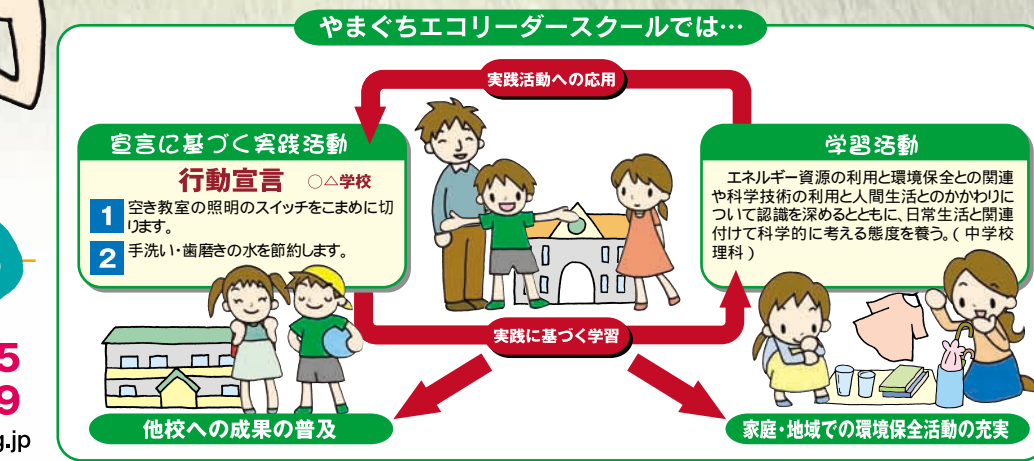 やまぐちエコリーダースクールでは…
実践活動への応用
宣言に基づく実践活動
行動宣言 ○△学校
1 空き教室の照明のスイッチをこまめに切
ります。
2 手洗い・歯磨きの水を節約します。
学習活動
エネルギー資源の利用と環境保全との関連
や科学技術の利用と人間生活とのかかわりに
ついて認識を深めるとともに、日常生活と関連
付けて科学的に考える態度を養う。(中学校
理科)
実践に基づく学習
他校への成果の普及
家庭・地域での環境保全活動の充実
5
9
g.jp